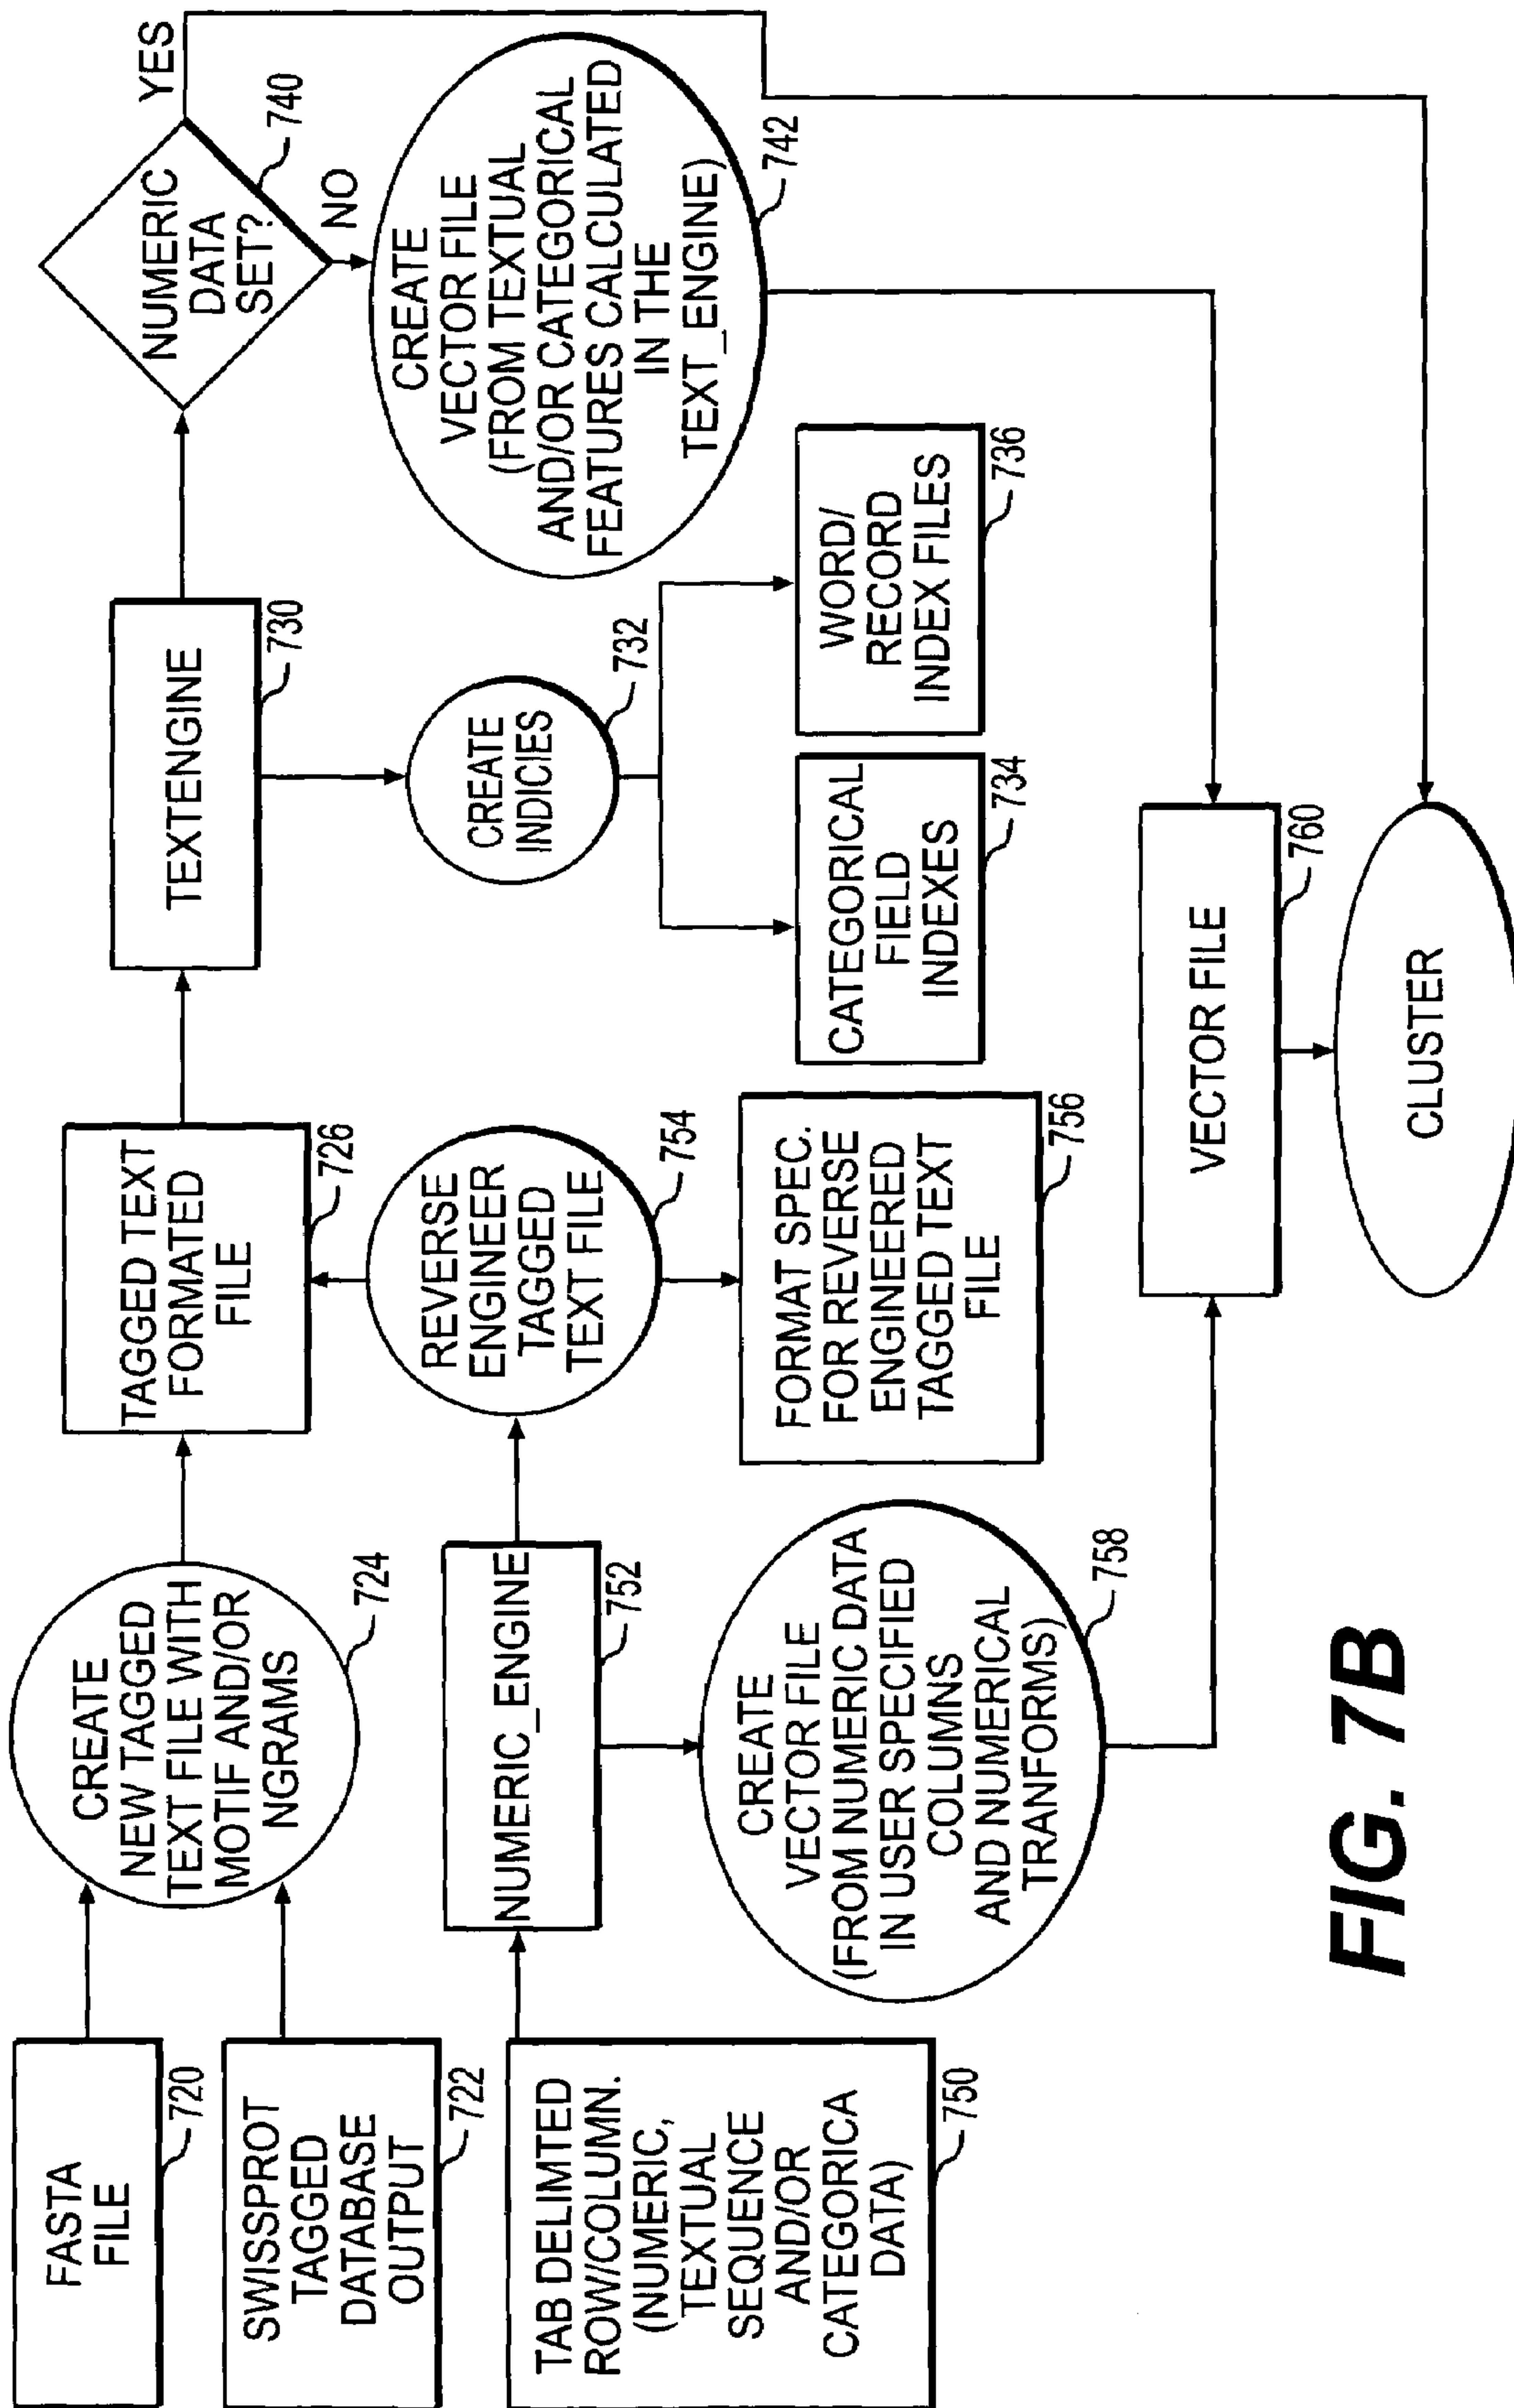 FASTA
FILE
720
SWISSPROT
TAGGED
DATABASE
OUTPUT
722
CREATE
NEW TAGGED
TEXT FILE WITH
MOTIF AND/OR
NGRAMS
724
TAGGED TEXT
FORMATED
FILE
726
TEXTENGINE
730
NUMERIC
DATA
SET?
740
YES
NO
CREATE
VECTOR FILE
(FROM TEXTUAL
AND/OR CATEGORICAL
FEATURES CALCULATED
IN THE
TEXT_ENGINE)
742
CREATE
INDICIES
732
CATEGORICAL
FIELD
INDEXES
734
WORD/
RECORD
INDEX FILES
736
TAB DELIMTED
ROW/COLUMN.
(NUMERIC,
TEXTUAL
SEQUENCE
AND/OR
CATEGORICA
DATA)
750
NUMERIC_ENGINE
752
REVERSE
ENGINEER
TAGGED
TEXT FILE
754
FORMAT SPEC.
FOR REVERSE
ENGINEERED
TAGGED TEXT
FILE
756
CREATE
VECTOR FILE
(FROM NUMERIC DATA
IN USER SPECIFIED
COLUMNS
AND NUMERICAL
TRANFORMS)
758
VECTOR FILE
760
CLUSTER
FIG. 7B